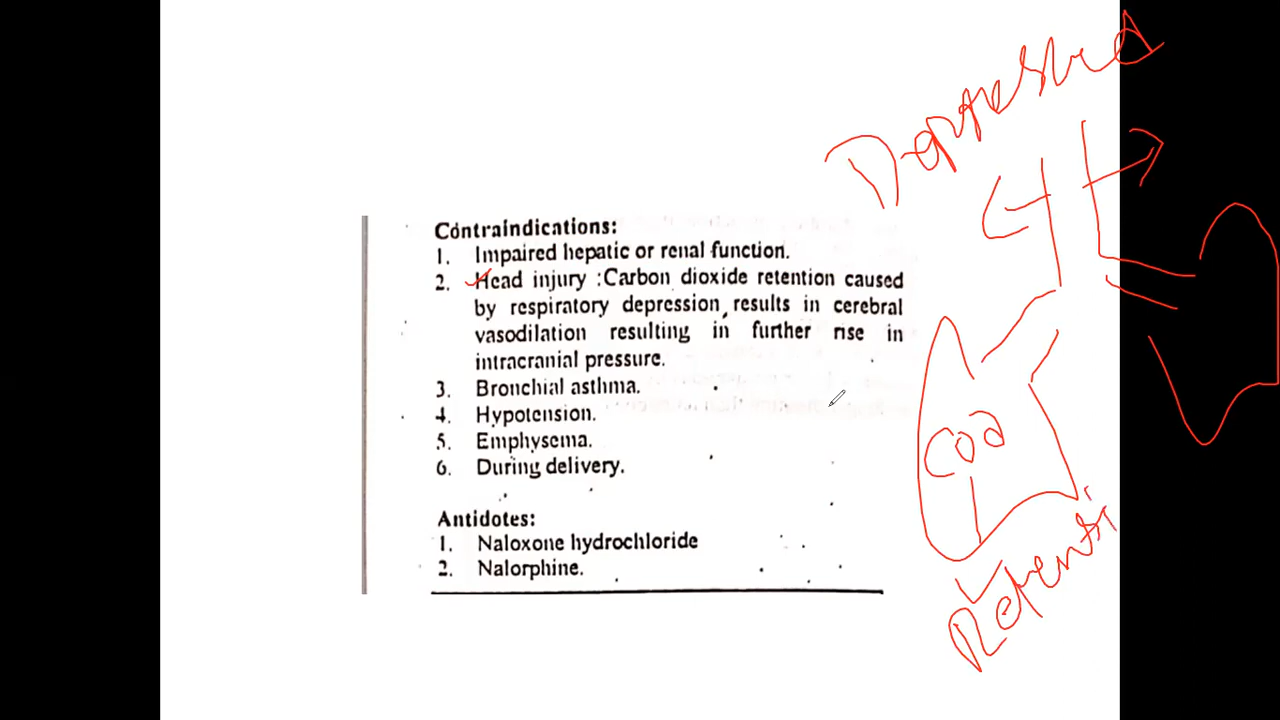 Contraindications:
1. Impaired hepatic or renal function.
2. Head injury :Carbon dioxide retention caused
by respiratory depression, results in cerebral
vasodilation resulting in further rise in
intracranial pressure.
3. Bronchial asthma.
4. Hypotension.
5. Emphysema.
6. During delivery.
Antidotes:
1. Naloxone hydrochloride
2. Nalorphine.
Depressed